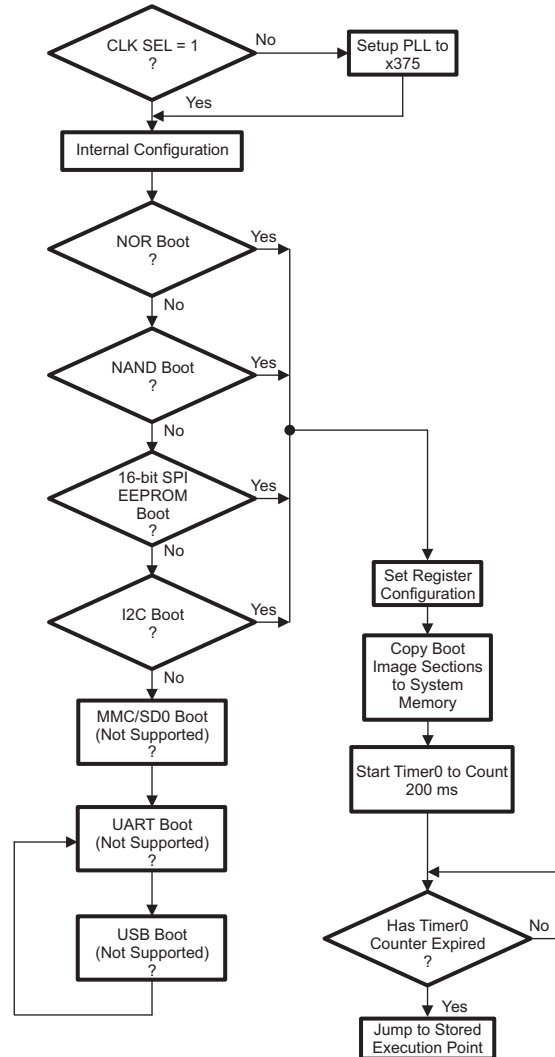 CLK SEL = 1
?
No
Setup PLL to
x375
Yes
Internal Configuration
NOR Boot
?
Yes
No
NAND Boot
?
Yes
No
16-bit SPI
EEPROM
Boot
?
Yes
No
I2C Boot
?
Yes
No
Set Register
Configuration
Copy Boot
Image Sections
to System
Memory
MMC/SD0 Boot
(Not Supported)
?
Start Timer0 to Count
200 ms
UART Boot
(Not Supported)
?
USB Boot
(Not Supported)
?
Has Timer0
Counter Expired
?
No
Yes
Jump to Stored
Execution Point